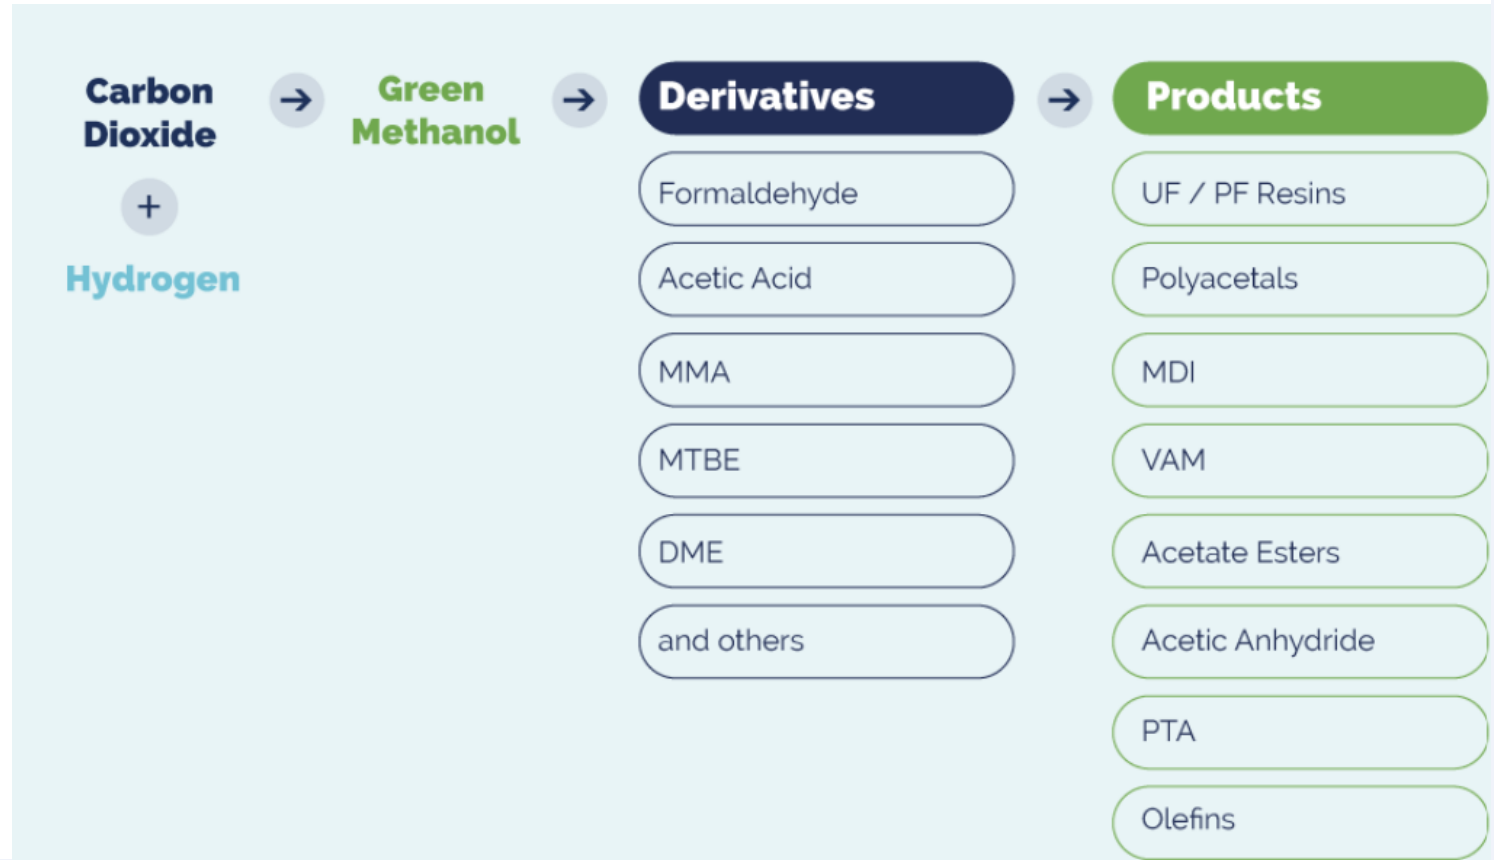 Carbon
Dioxide
+
Hydrogen
→
Green
Methanol
→
Derivatives
Formaldehyde
Acetic Acid
MMA
MTBE
DME
and others
→
Products
UF / PF Resins
Polyacetals
MDI
VAM
Acetate Esters
Acetic Anhydride
PTA
Olefins